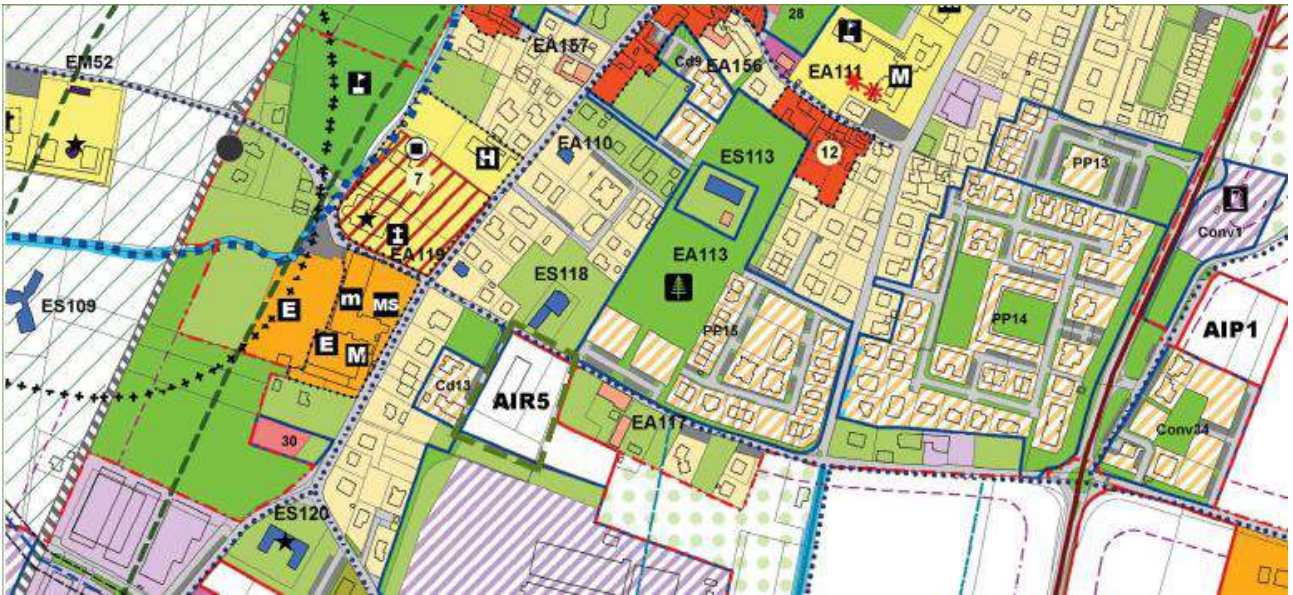 28
EA157
EM52
Cd9
EA156
EA111
M
EA110
H
ES113
12
PP13
7
Conv1
EA119
EA113
ES118
ES109
E
m
MS
PP15
PP14
AIP1
E
M
Cd13
AIR5
EA117
30
Conv34
ES120